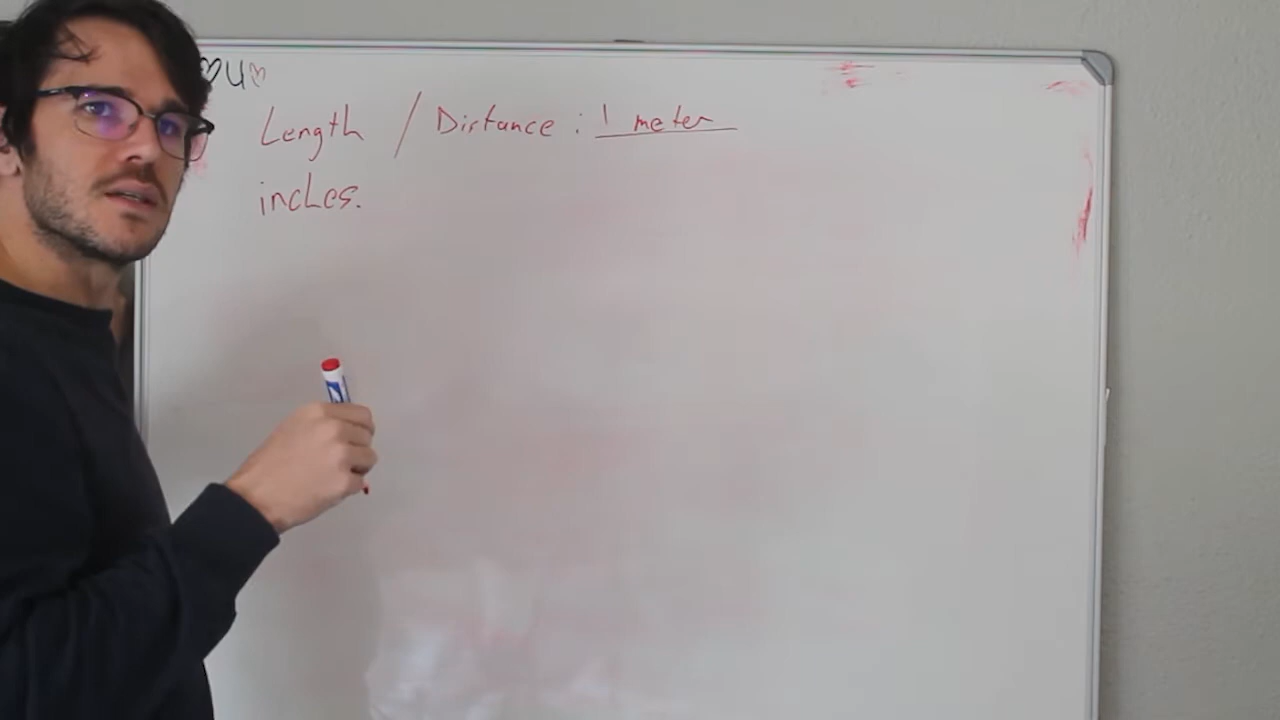 ♡U♡
Length / Distance : 1 meter
inches.